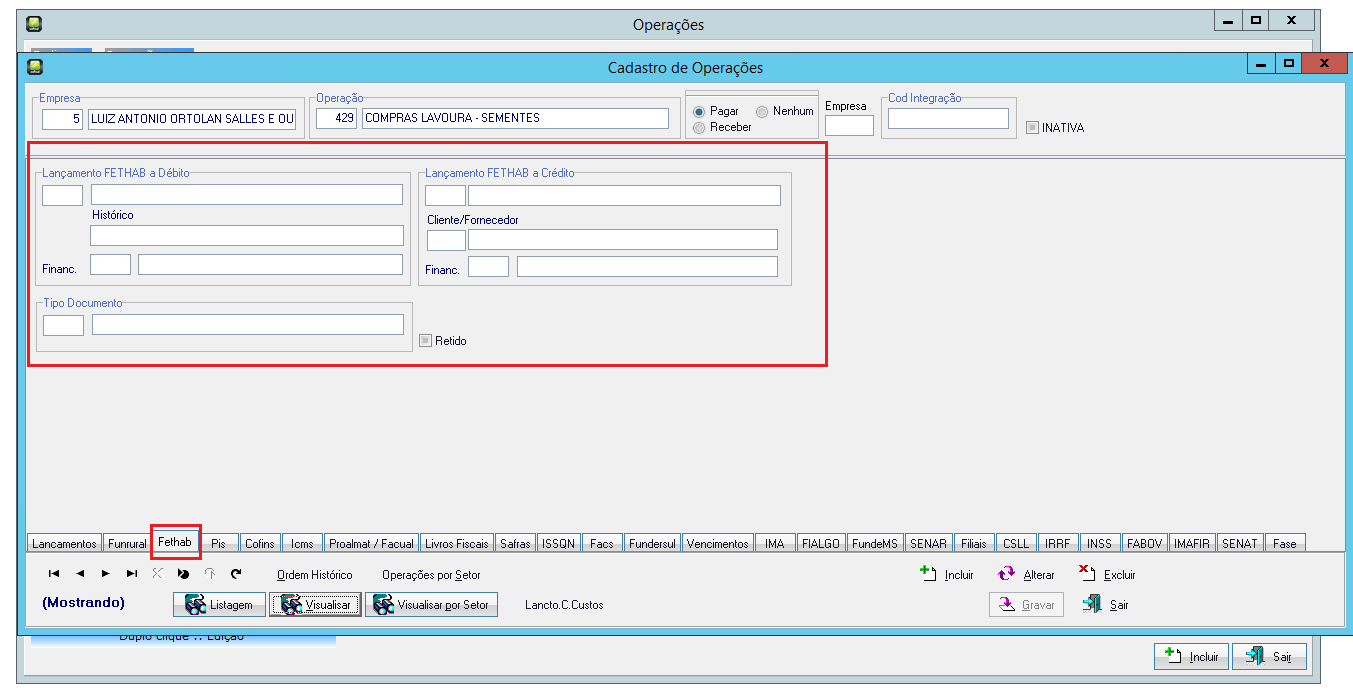 Operações
Cadastro de Operações
Empresa
5 LUIZ ANTONIO ORTOLAN SALLES E OU
Operação
429 COMPRAS LAVOURA - SEMENTES
Pagar
Nenhum
Receber
Empresa
Cod Integração
INATIVA
Lançamento FETHAB a Débito
Histórico
Financ.
Lançamento FETHAB a Crédito
Cliente/Fornecedor
Financ.
Tipo Documento
Retido
Lancamentos Funrural Fethab Pis Cofins Icms Proalmat / Facual Livros Fiscais Safras ISSQN Facs Fundersul Vencimentos IMA FIALGO FundeMS SENAR Filiais CSLL IRRF INSS FABOV IMAFIR SENAT Fase
Ordem Histórico Operações por Setor Incluir Alterar Excluir
(Mostrando) Listagem Visualisar Visualisar por Setor Lancto.C.Custos Gravar Sair
Duplo clique .: Edição
Incluir Sair